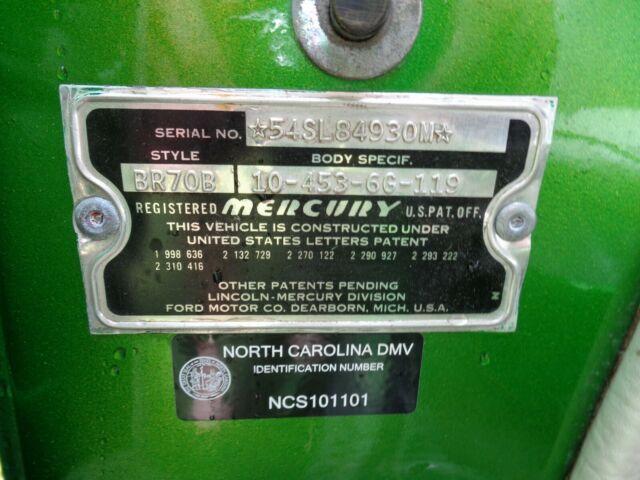 SERIAL NO. ☆54SL84930M☆
STYLE BODY SPECIF.
BR70B 10-453-6G-119
REGISTERED MERCURY U.S. PAT. OFF.
THIS VEHICLE IS CONSTRUCTED UNDER
UNITED STATES LETTERS PATENT
1 998 636 2 132 729 2 270 122 2 290 927 2 293 222
2 310 416
OTHER PATENTS PENDING
LINCOLN-MERCURY DIVISION
FORD MOTOR CO. DEARBORN, MICH. U.S.A.
NORTH CAROLINA DMV
IDENTIFICATION NUMBER
NCS101101